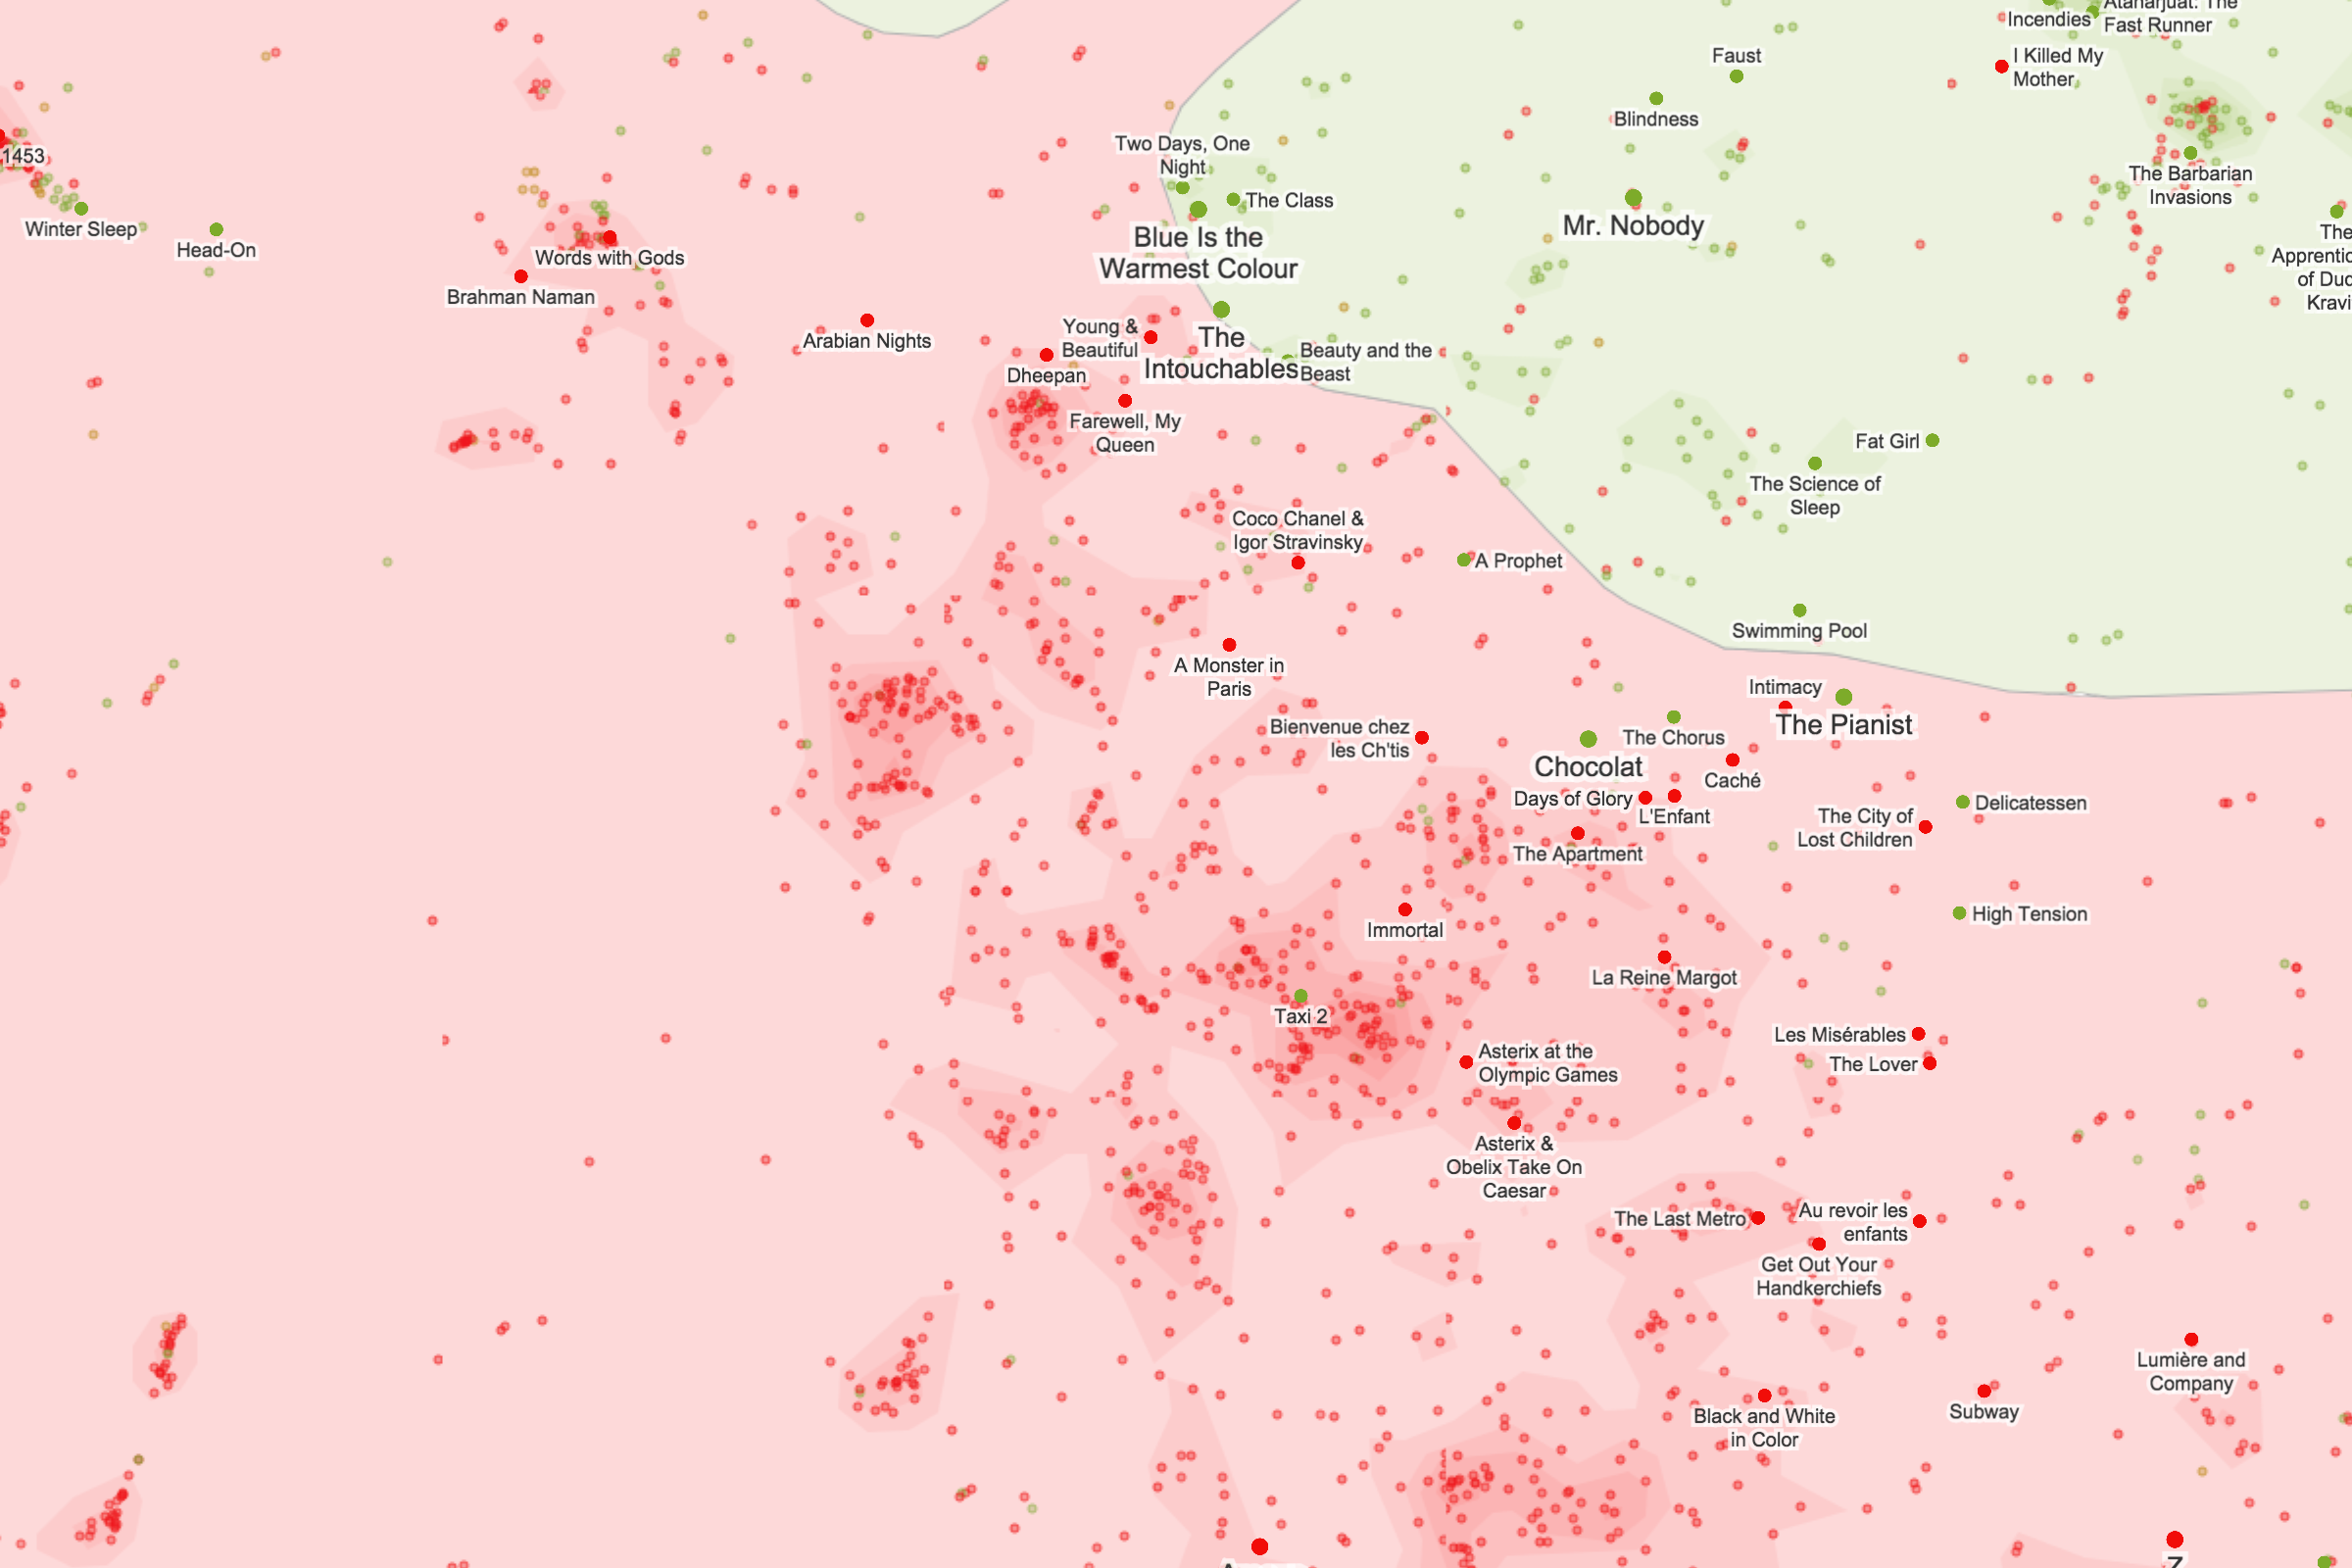 Incendies
Atanarjuat: The
Fast Runner
I Killed My
Mother
Faust
Blindness
Two Days, One
Night
1453
The Class
The Barbarian
Invasions
Winter Sleep
Head-On
Mr. Nobody
The
Blue Is the
Warmest Colour
Words with Gods
Brahman Naman
of
Arabian Nights
Young &
Beautiful
The
Intouchables
Beauty and the
Beast
Dheepan
Farewell, My
Queen
Fat Girl
The Science of
Sleep
Coco Chanel &
Igor Stravinsky
A Prophet
Swimming Pool
A Monster in
Paris
Intimacy
The Pianist
Bienvenue chez
les Ch'tis
The Chorus
Chocolat
Caché
Days of Glory
L'Enfant
Delicatessen
The City of
Lost Children
The Apartment
High Tension
Immortal
La Reine Margot
Taxi 2
Les Misérables
Asterix at the
Olympic Games
The Lover
Asterix &
Obelix Take On
Caesar
The Last Metro
Au revoir les
enfants
Get Out Your
Handkerchiefs
Lumière and
Company
Subway
Black and White
in Color
Z